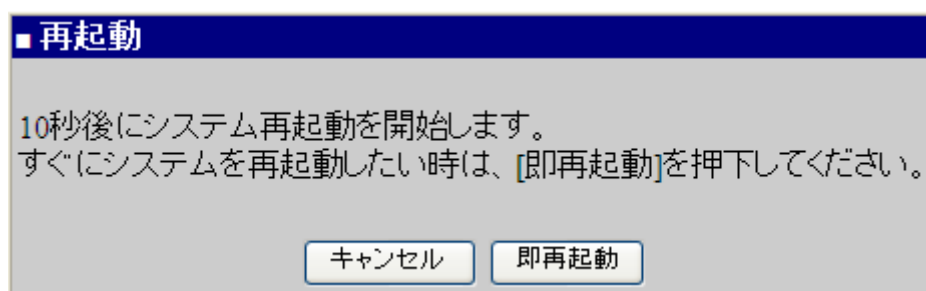 ■再起動
10秒後にシステム再起動を開始します。
すぐにシステムを再起動したい時は、[即再起動]を押下してください。
キャンセル 即再起動